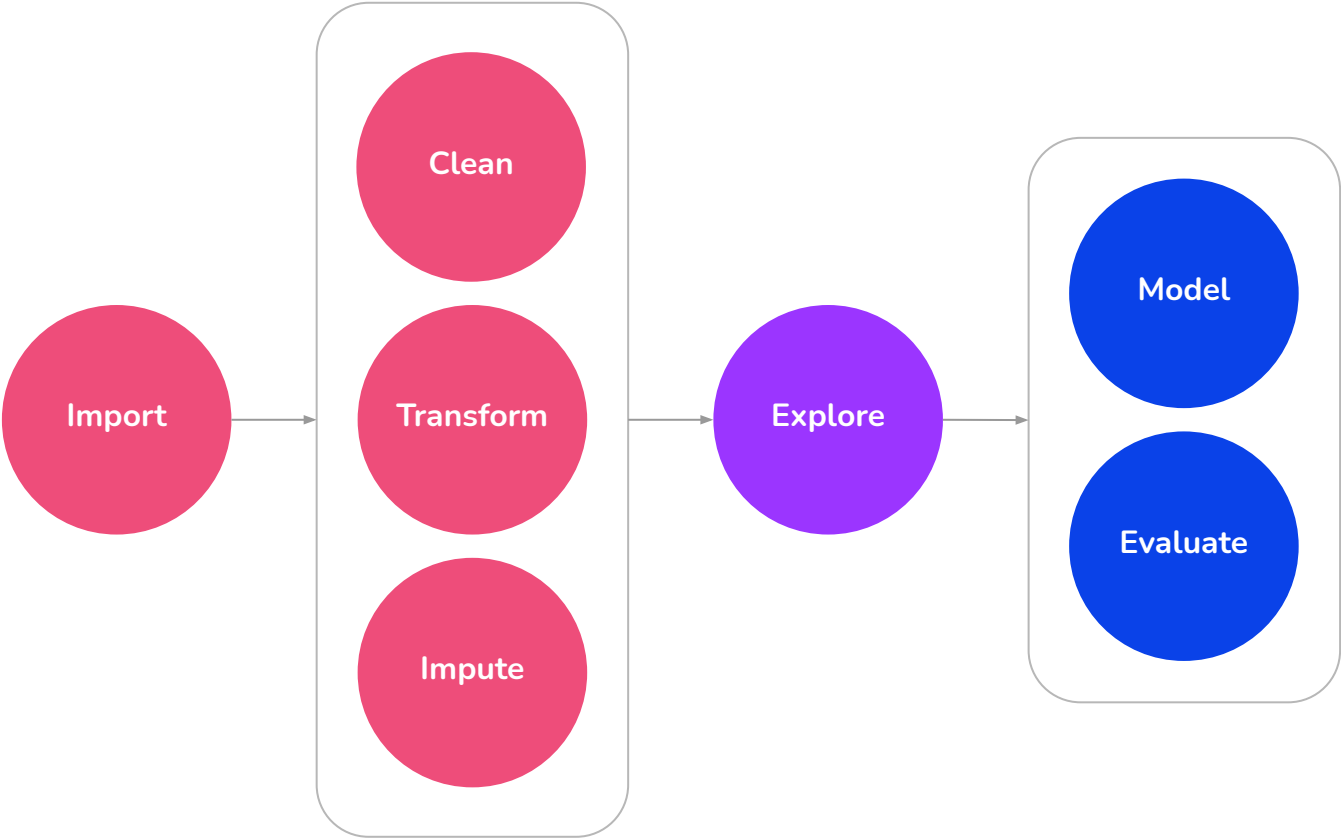 Import
Clean
Transform
Impute
Explore
Model
Evaluate